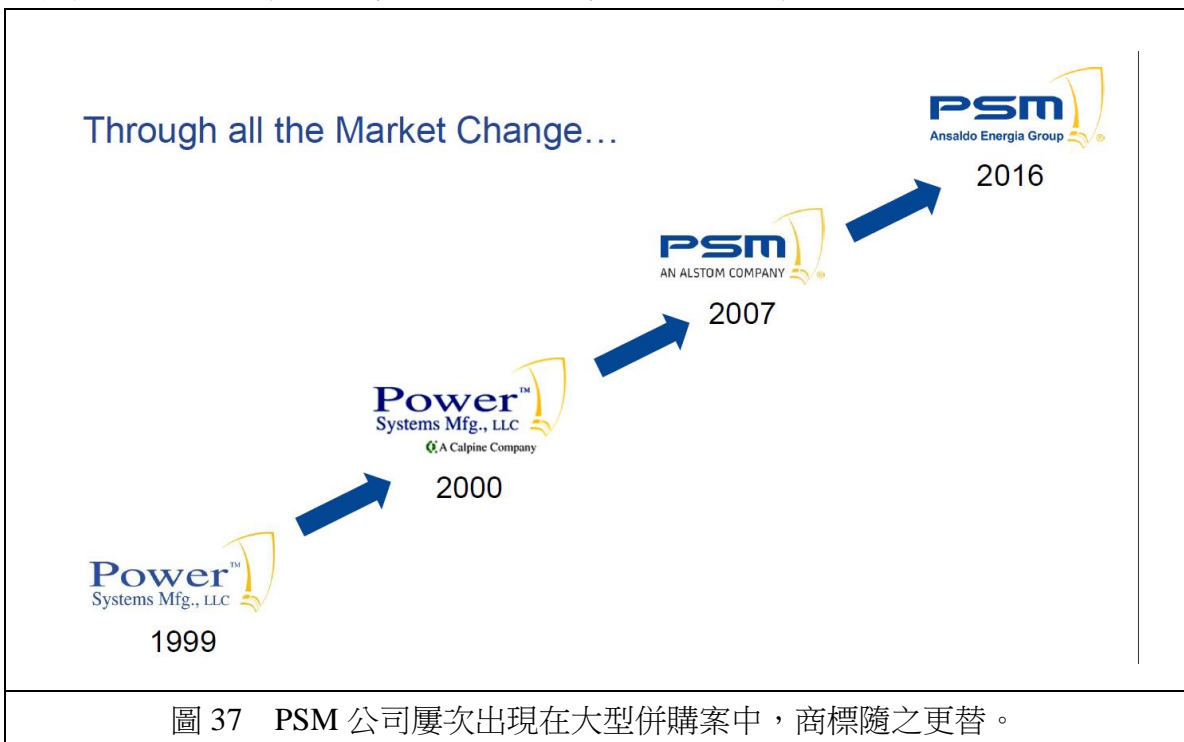 Through all the Market Change…
PSM
Ansaldo Energia Group
®
2016
PSM
AN ALSTOM COMPANY
®
2007
Power™
Systems Mfg., LLC
A Calpine Company
2000
Power™
Systems Mfg., LLC
1999
圖 37 PSM 公司屢次出現在大型併購案中，商標隨之更替。